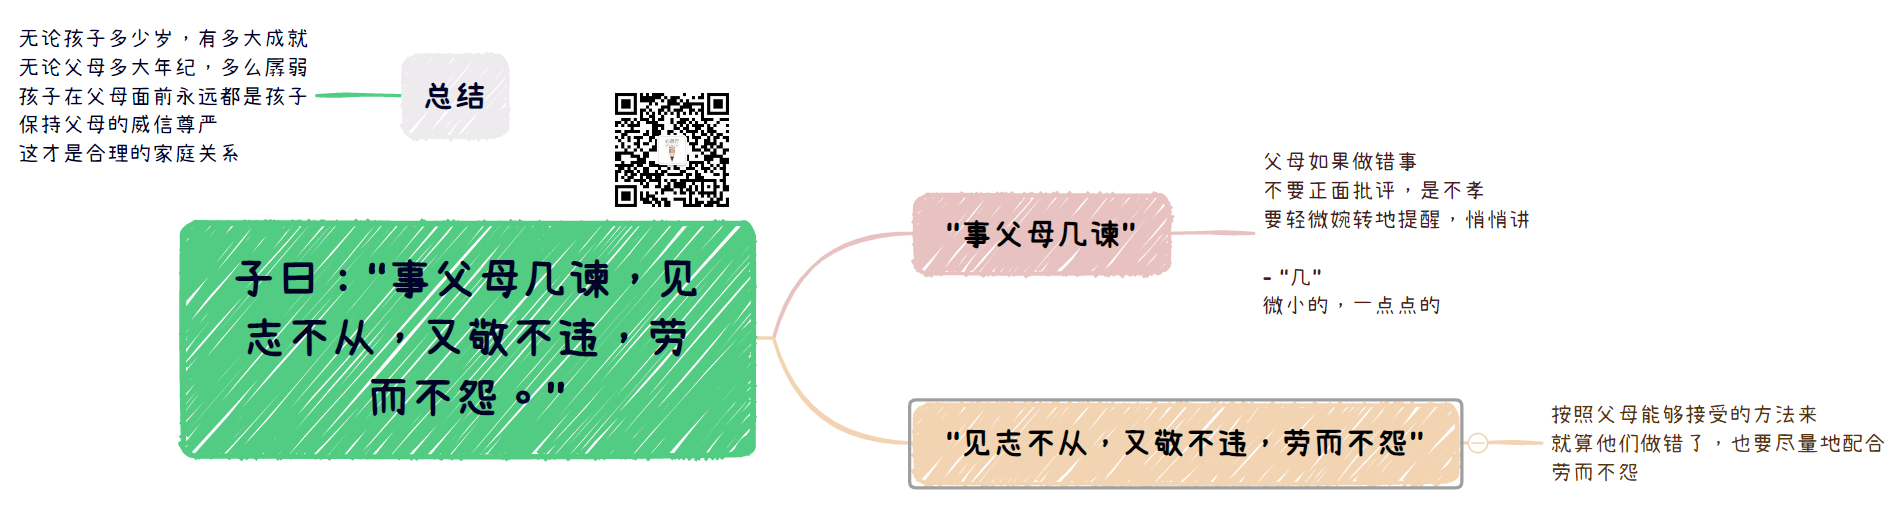 无论孩子多少岁，有多大成就
无论父母多大年纪，多么孱弱
孩子在父母面前永远都是孩子
保持父母的威信尊严
这才是合理的家庭关系
总结
子曰："事父母几谏，见
志不从，又敬不违，劳
而不怨。"
"事父母几谏"
父母如果做错事
不要正面批评，是不孝
要轻微婉转地提醒，悄悄讲
- "几"
微小的，一点点的
"见志不从，又敬不违，劳而不怨"
按照父母能够接受的方法来
就算他们做错了，也要尽量地配合
劳而不怨